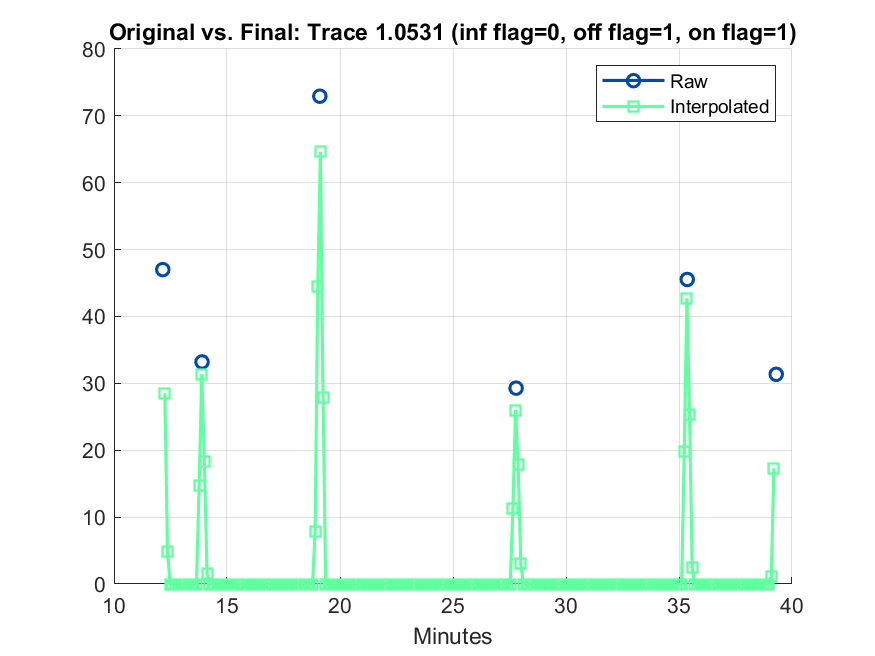 Original vs. Final: Trace 1.0531 (inf flag=0, off flag=1, on flag=1)
Raw
Interpolated
80
70
60
50
40
30
20
10
0
10 15 20 25 30 35 40
Minutes